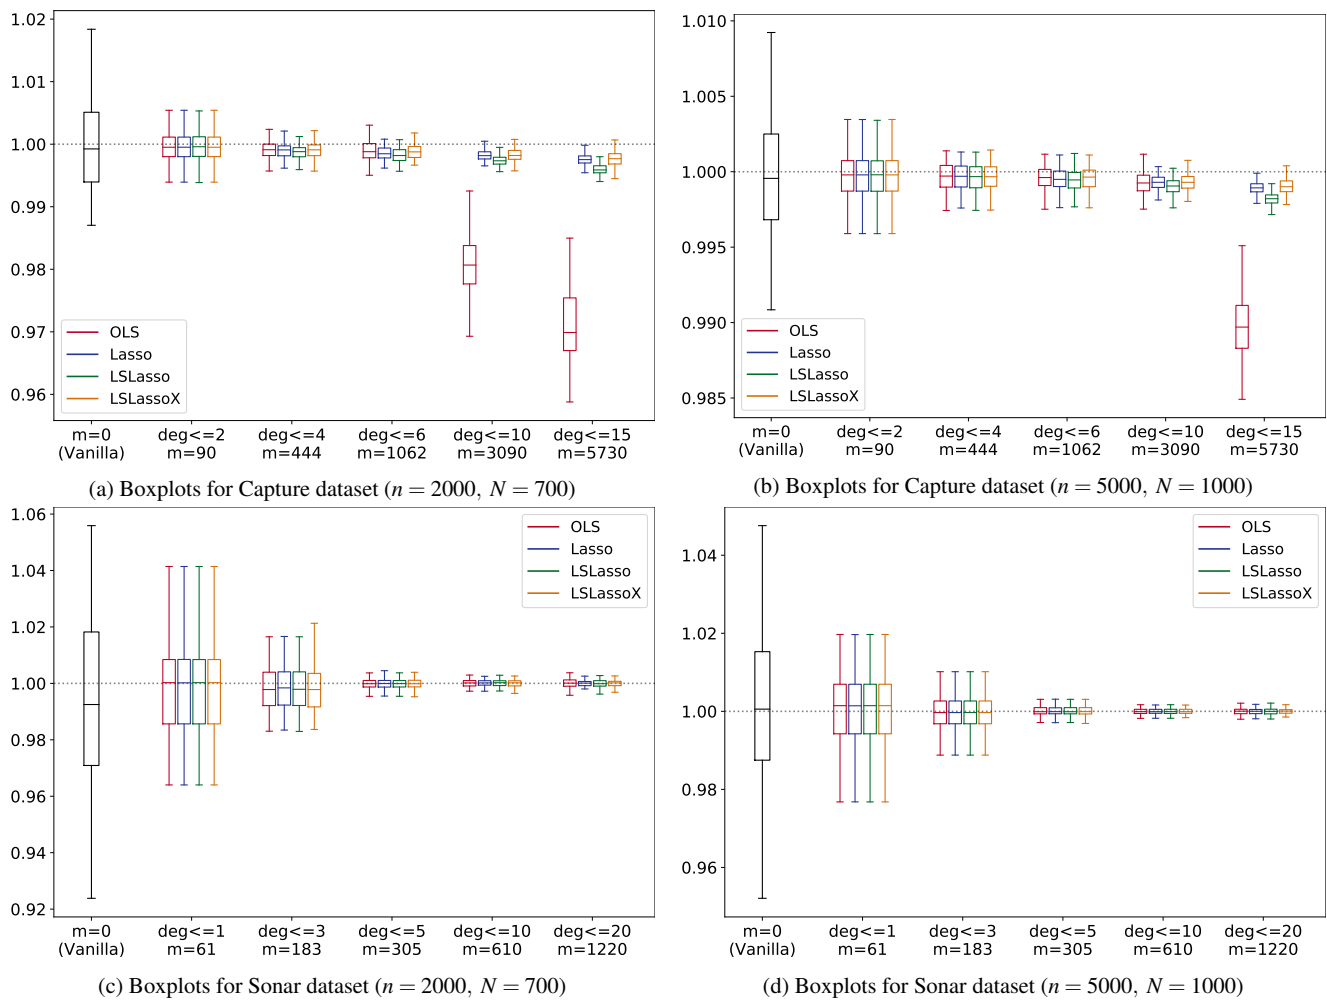 1.02
1.01
1.00
0.99
0.98
0.97
0.96
OLS
Lasso
LSLasso
LSLassoX
m=0 deg<=2 deg<=4 deg<=6 deg<=10 deg<=15
(Vanilla) m=90 m=444 m=1062 m=3090 m=5730
(a) Boxplots for Capture dataset (n = 2000, N = 700)
1.010
1.005
1.000
0.995
0.990
0.985
OLS
Lasso
LSLasso
LSLassoX
m=0 deg<=2 deg<=4 deg<=6 deg<=10 deg<=15
(Vanilla) m=90 m=444 m=1062 m=3090 m=5730
(b) Boxplots for Capture dataset (n = 5000, N = 1000)
1.06
1.04
1.02
1.00
0.98
0.96
0.94
0.92
OLS
Lasso
LSLasso
LSLassoX
m=0 deg<=1 deg<=3 deg<=5 deg<=10 deg<=20
(Vanilla) m=61 m=183 m=305 m=610 m=1220
(c) Boxplots for Sonar dataset (n = 2000, N = 700)
1.04
1.02
1.00
0.98
0.96
OLS
Lasso
LSLasso
LSLassoX
m=0 deg<=1 deg<=3 deg<=5 deg<=10 deg<=20
(Vanilla) m=61 m=183 m=305 m=610 m=1220
(d) Boxplots for Sonar dataset (n = 5000, N = 1000)